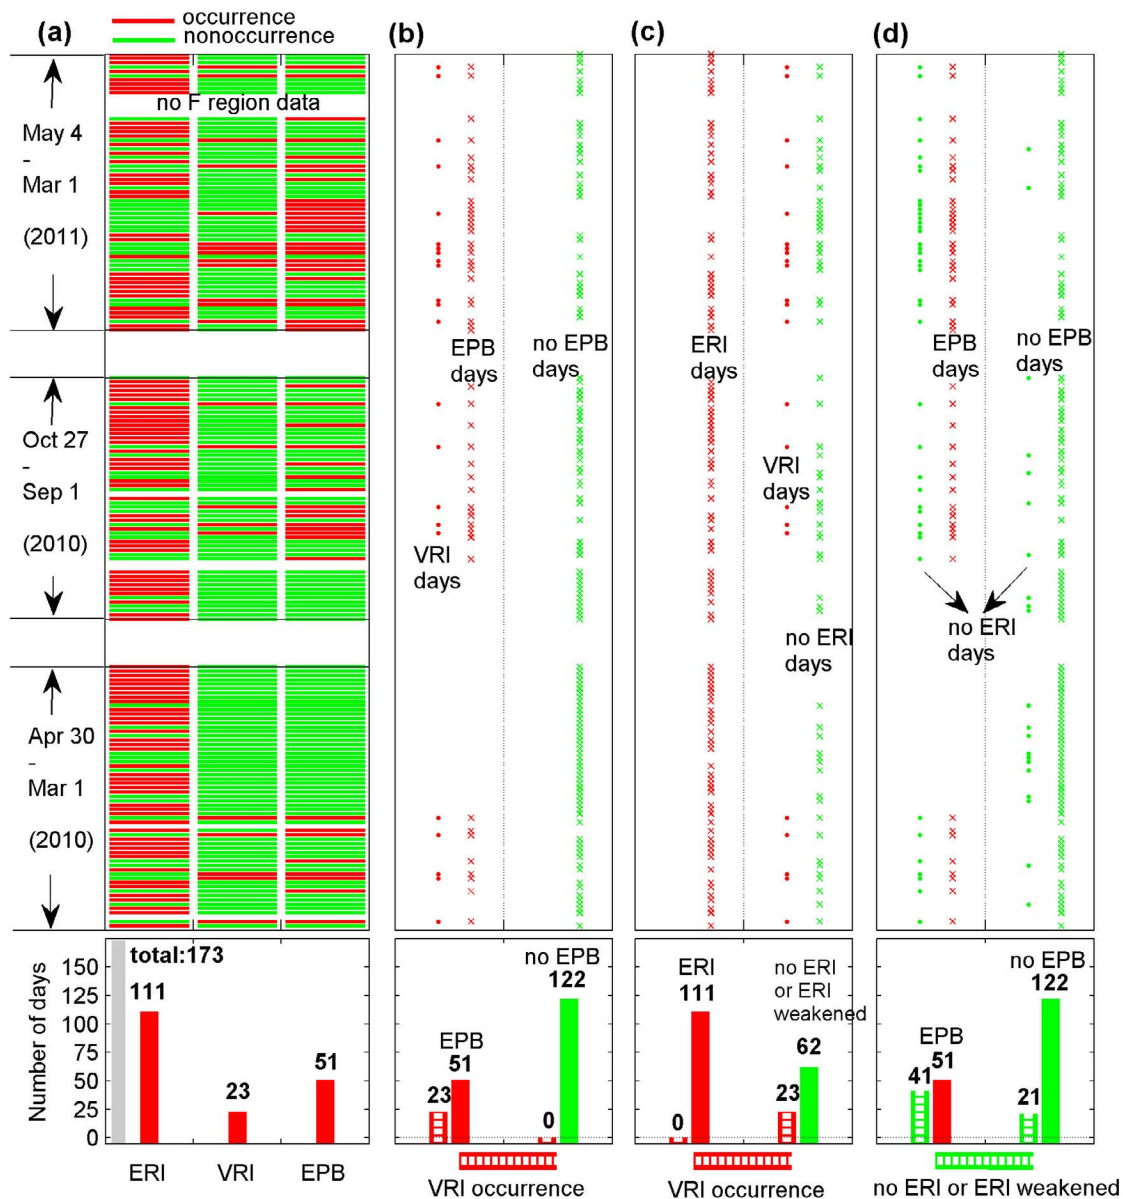 (a)
occurrence
nonoccurrence
(b)
(c)
(d)
no F region data
May 4
-
Mar 1
(2011)
EPB
days
no EPB
days
ERI
days
EPB
days
no EPB
days
Oct 27
-
Sep 1
(2010)
VRI
days
VRI
days
no ERI
days
no ERI
days
Apr 30
-
Mar 1
(2010)
Number of days
150
125
100
75
50
25
0
total:173
111
23
51
ERI
VRI
EPB
no EPB
122
EPB
51
23
0
VRI occurrence
ERI
111
no ERI
or ERI
weakened
62
23
0
VRI occurrence
no EPB
122
EPB
51
41
21
no ERI or ERI weakened